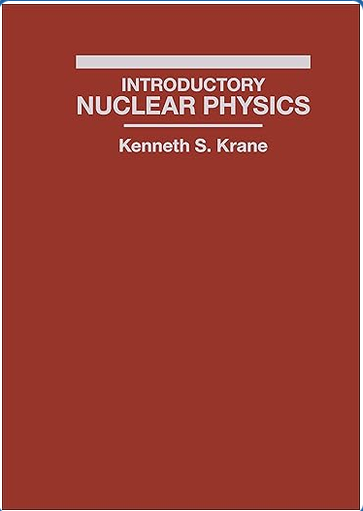 INTRODUCTORY
NUCLEAR PHYSICS
Kenneth S. Krane